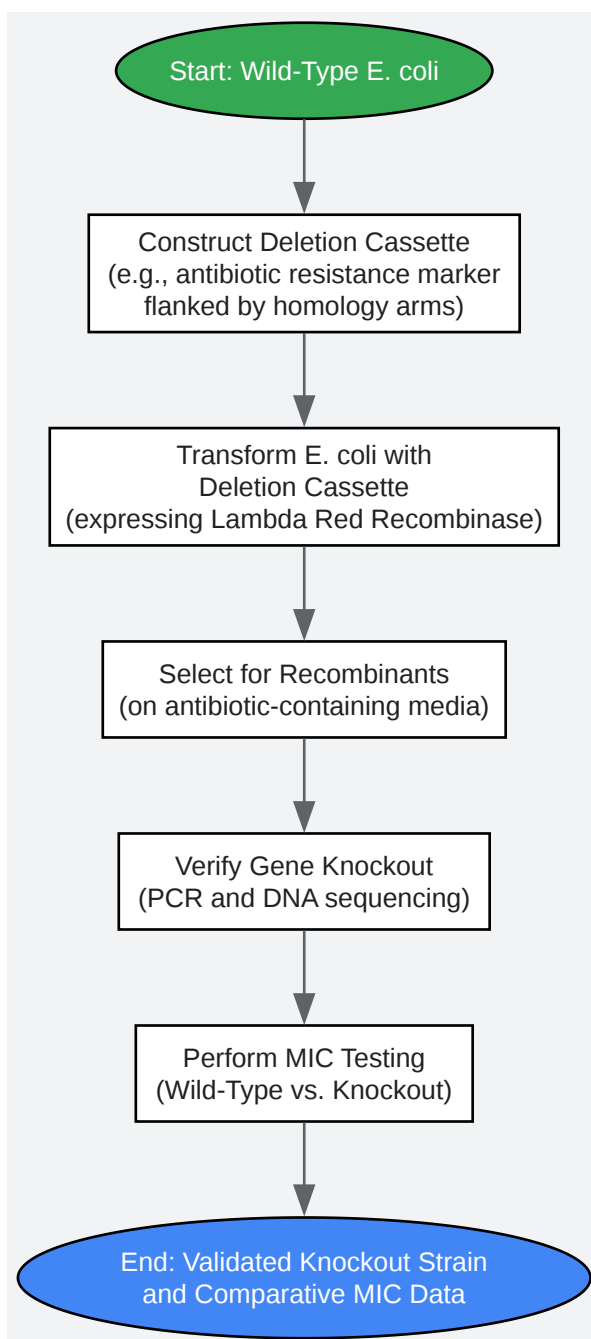 Start: Wild-Type E. coli
Construct Deletion Cassette
(e.g., antibiotic resistance marker
flanked by homology arms)
Transform E. coli with
Deletion Cassette
(expressing Lambda Red Recombinase)
Select for Recombinants
(on antibiotic-containing media)
Verify Gene Knockout
(PCR and DNA sequencing)
Perform MIC Testing
(Wild-Type vs. Knockout)
End: Validated Knockout Strain
and Comparative MIC Data